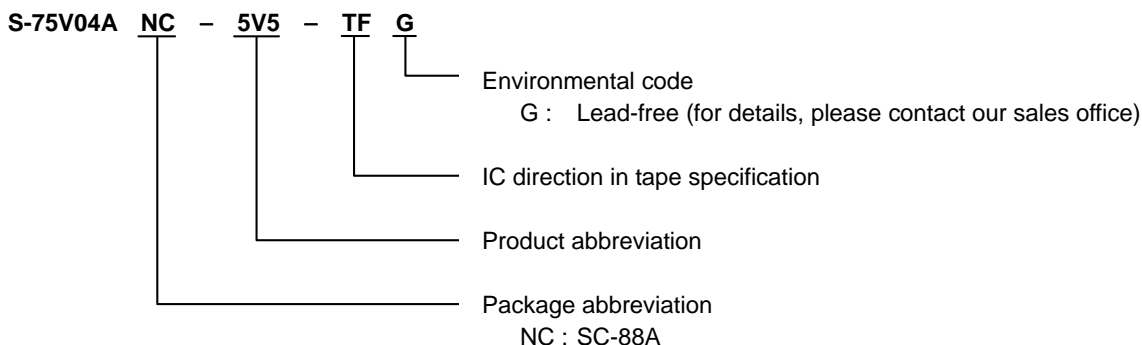 S-75V04A NC – 5V5 – TF G
Environmental code
G : Lead-free (for details, please contact our sales office)
IC direction in tape specification
Product abbreviation
Package abbreviation
NC : SC-88A